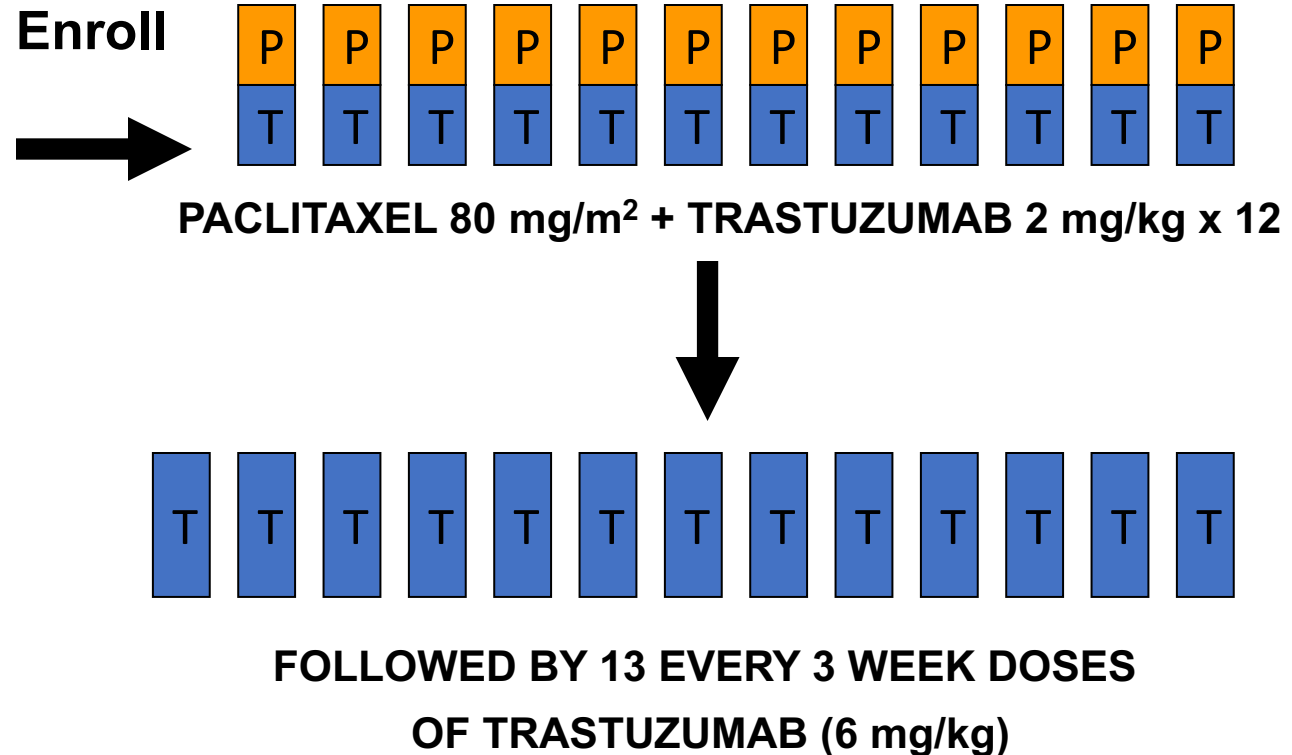 Enroll
P P P P P P P P P P P P
T T T T T T T T T T T T
PACLITAXEL 80 mg/m² + TRASTUZUMAB 2 mg/kg x 12
T T T T T T T T T T T T T
FOLLOWED BY 13 EVERY 3 WEEK DOSES
OF TRASTUZUMAB (6 mg/kg)